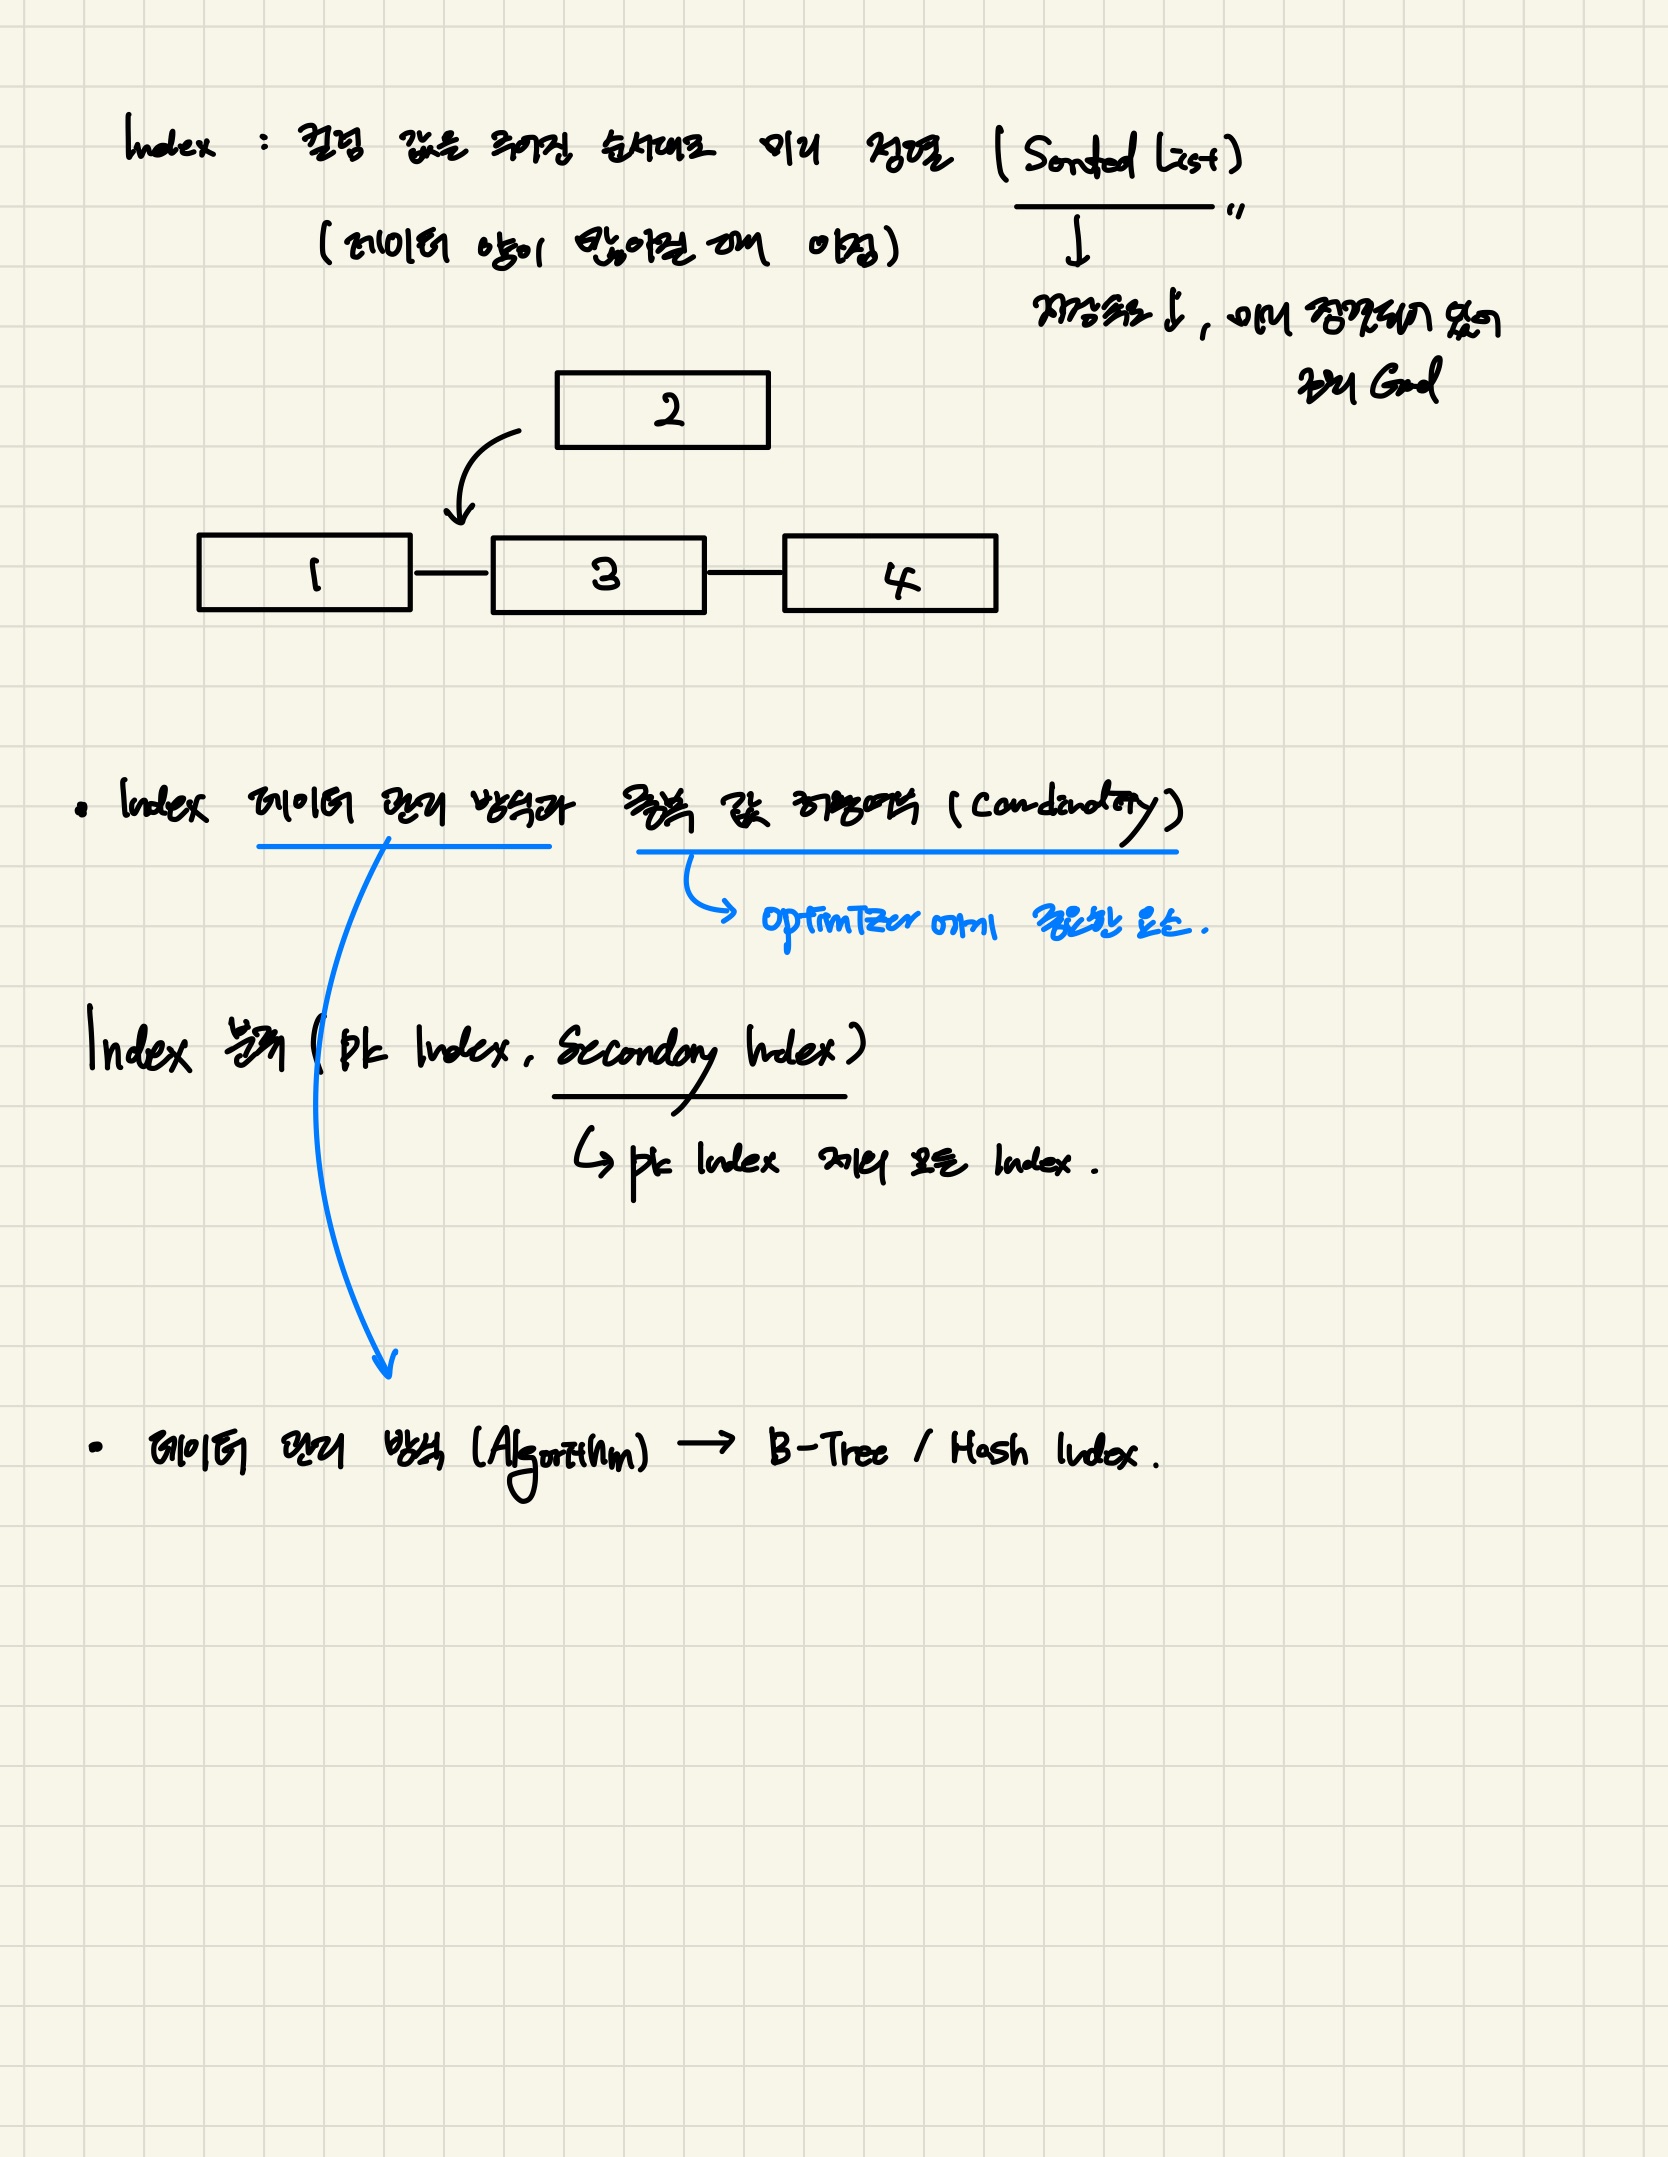 Index : 컬럼 값을 주어진 순서대로 미리 정렬 (Sorted List)
(데이터 양이 많아질 때 이점)
저장속도 ↓, 미리 정렬되어 있어
관리 Good
2
1 3 4
• Index 데이터 관리 방식과 중복 값 허용여부 (Cardinality)
optimizer 에게 중요한 요소.
Index 분류 (pk Index, Secondary Index)
pk Index 제외 모든 Index.
• 데이터 관리 방식 (Algorithm) → B-Tree / Hash Index.